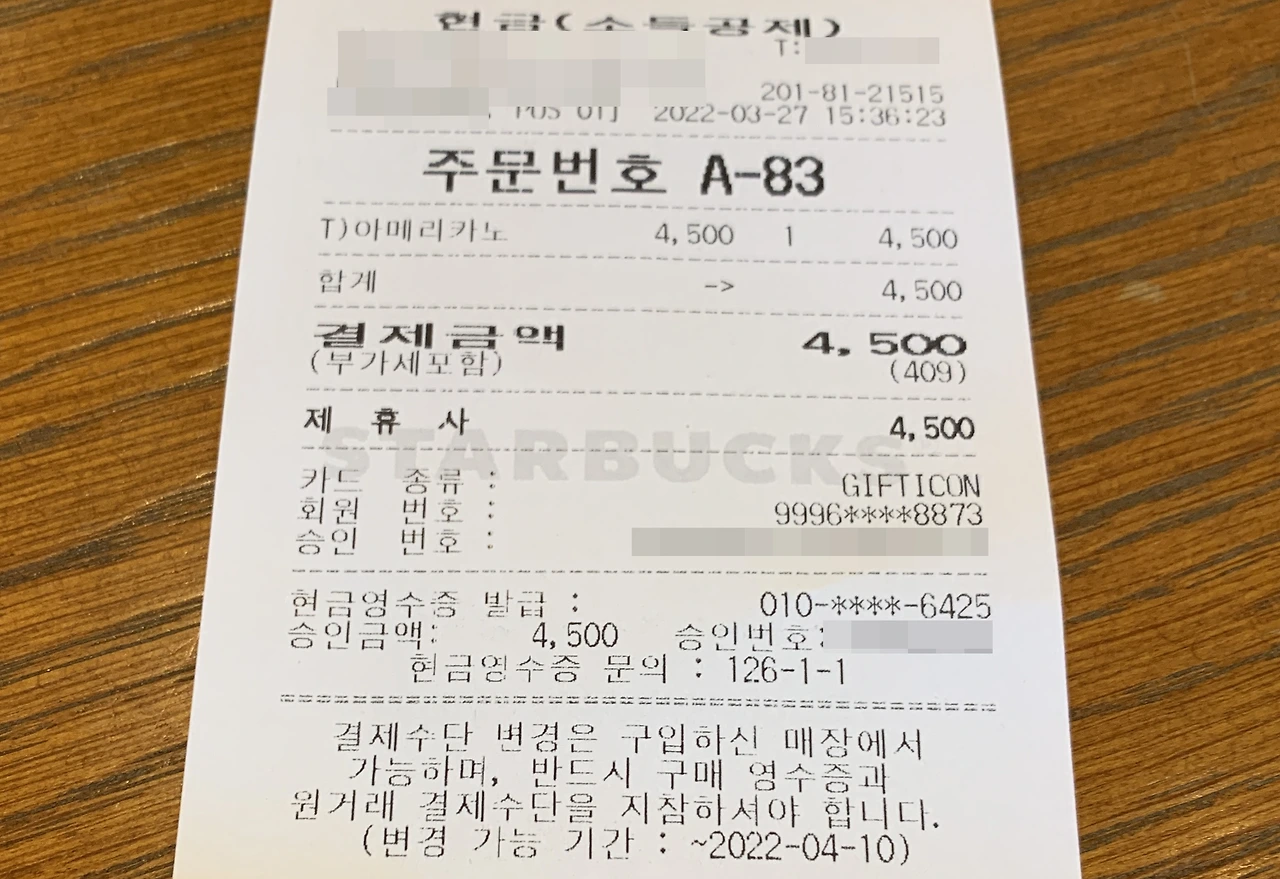 현금(소득공제)
T:
201-81-21515
POS 01] 2022-03-27 15:36:23
주문번호 A-83
T)아메리카노 4,500 1 4,500
합계 -> 4,500
결제금액 4,500
(부가세포함) (409)
제 휴 사 4,500
STARBUCKS
카드 종류 : GIFTICON
회원 번호 : 9996****8873
승인 번호 :
현금영수증 발급 : 010-****-6425
승인금액: 4,500 승인번호:
현금영수증 문의 : 126-1-1
결제수단 변경은 구입하신 매장에서
가능하며, 반드시 구매 영수증과
원거래 결제수단을 지참하셔야 합니다.
(변경 가능 기간 : ~2022-04-10)